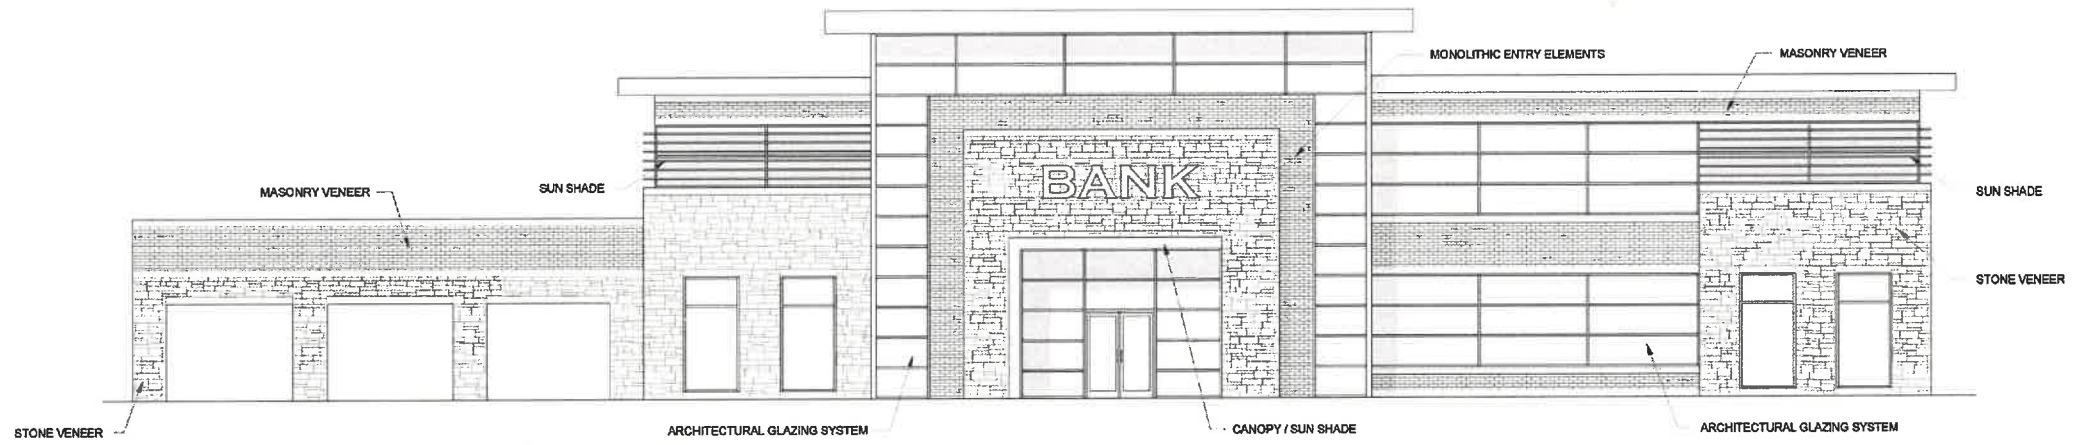 MONOLITHIC ENTRY ELEMENTS
MASONRY VENEER
MASONRY VENEER
SUN SHADE
BANK
SUN SHADE
STONE VENEER
STONE VENEER
ARCHITECTURAL GLAZING SYSTEM
CANOPY / SUN SHADE
ARCHITECTURAL GLAZING SYSTEM